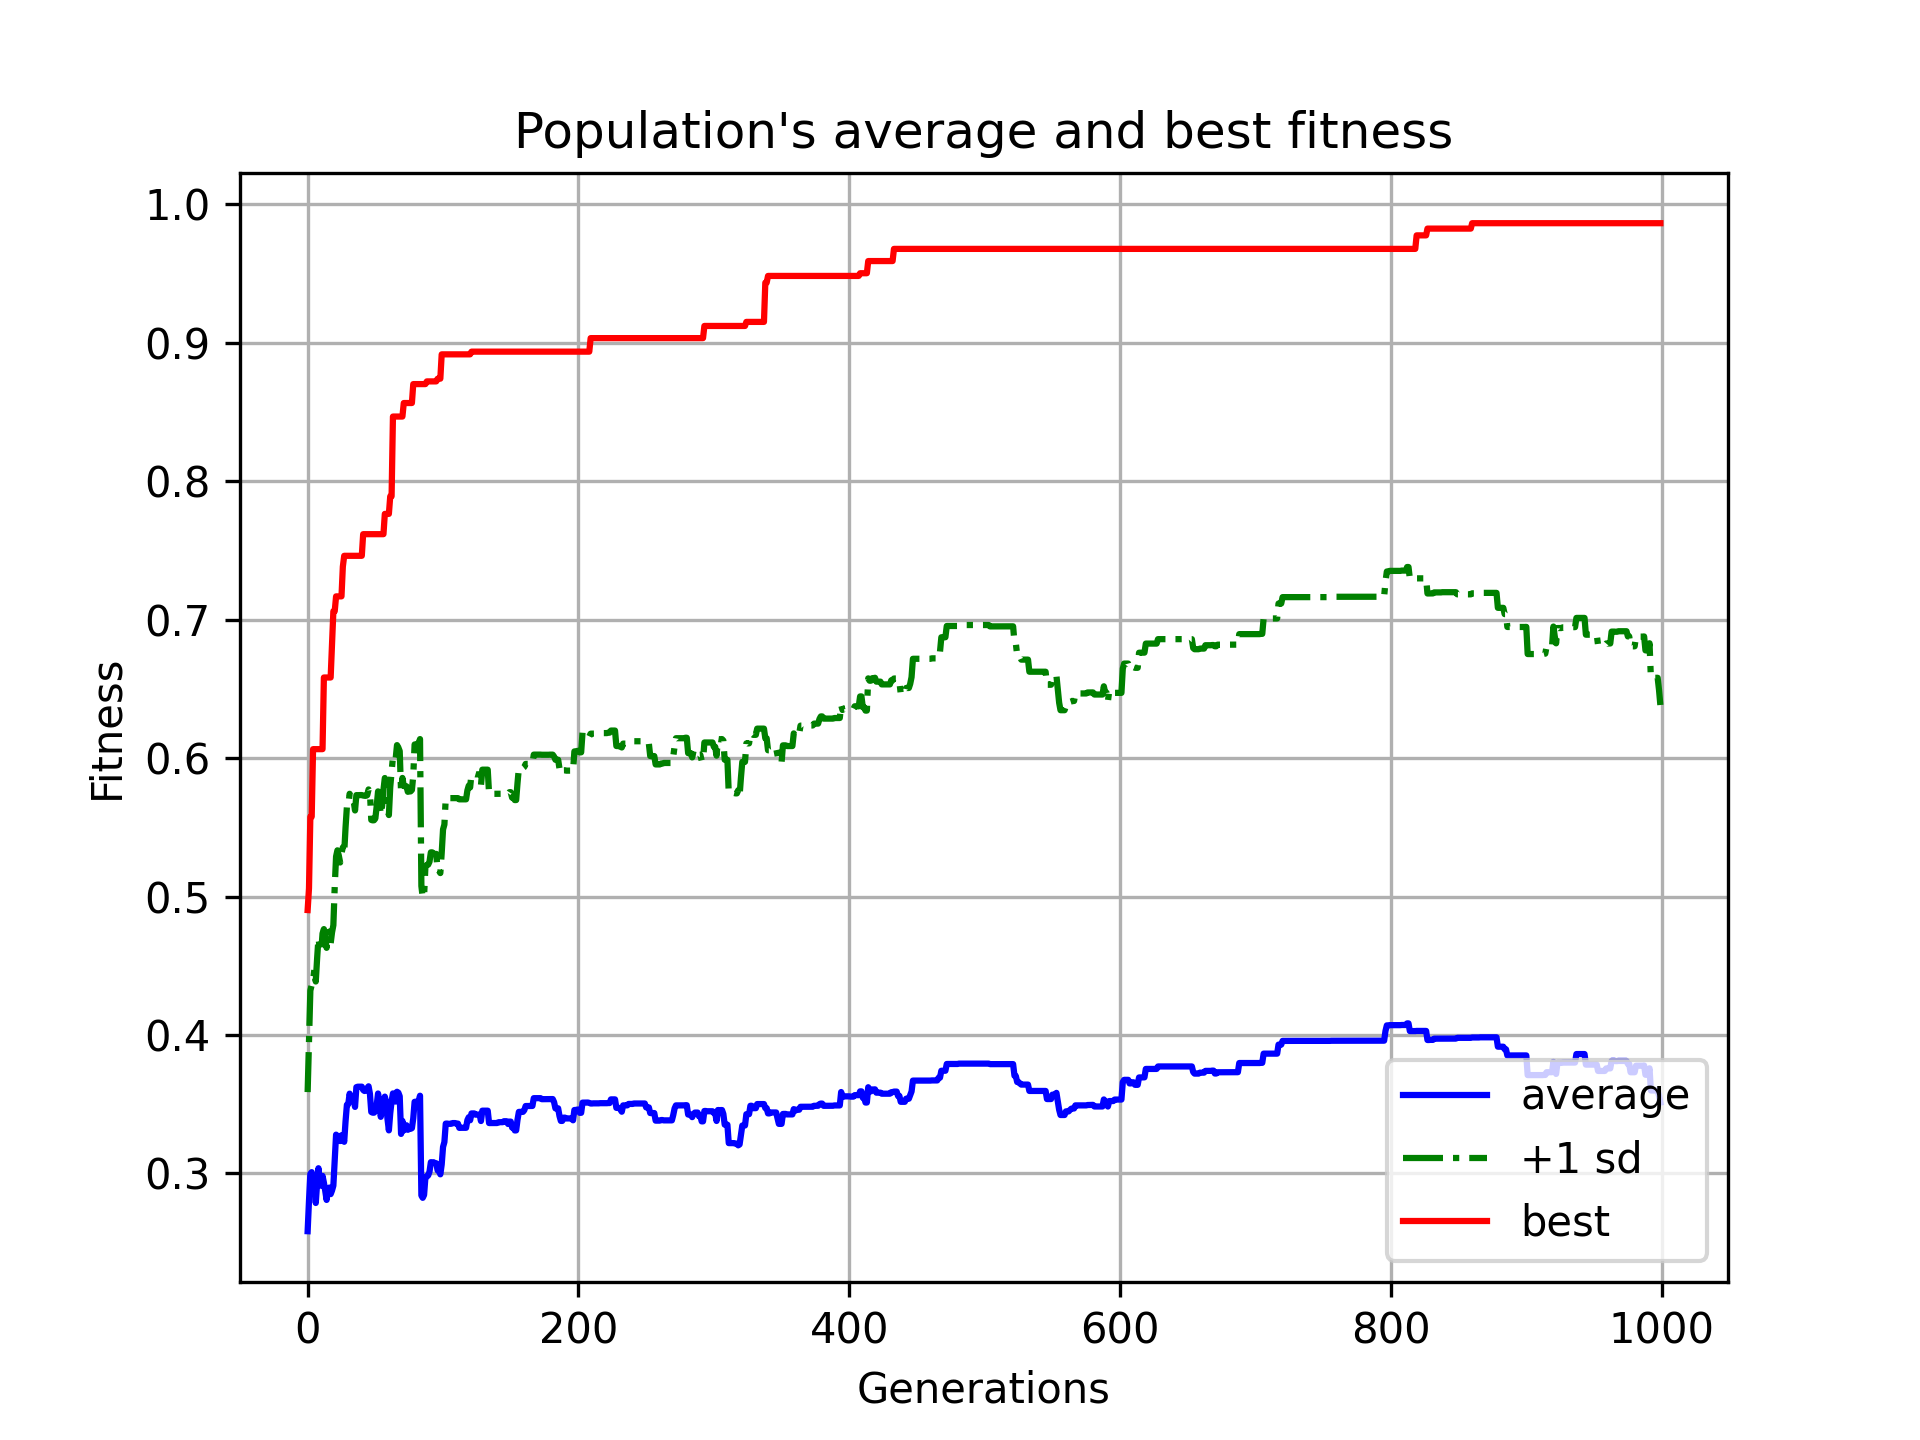 Population's average and best fitness
1.0
0.9
0.8
0.7
0.6
0.5
0.4
0.3
Fitness
average
+1 sd
best
0 200 400 600 800 1000
Generations